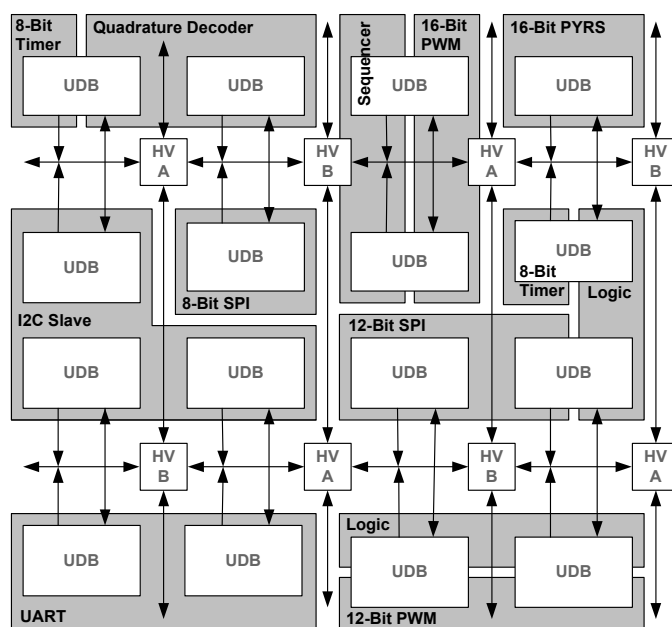 8-Bit
Timer
Quadrature Decoder
Sequencer
16-Bit
PWM
16-Bit PYRS
UDB
UDB
UDB
UDB
HV
A
HV
B
HV
A
HV
B
UDB
UDB
UDB
UDB
8-Bit
Timer
Logic
8-Bit SPI
I2C Slave
12-Bit SPI
UDB
UDB
UDB
UDB
HV
B
HV
A
HV
B
HV
A
Logic
UDB
UDB
UDB
UDB
UART
12-Bit PWM